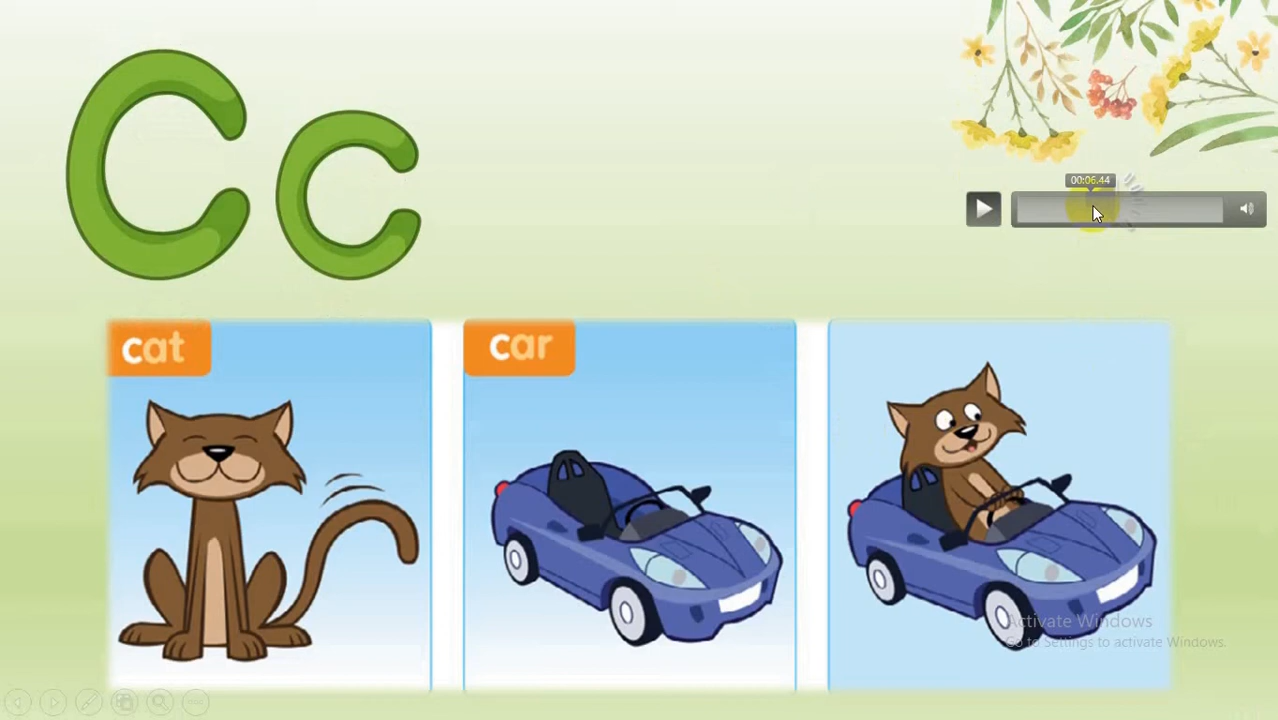 Cc
00:06.44
cat
car
Activate Windows
Go to Settings to activate Windows.